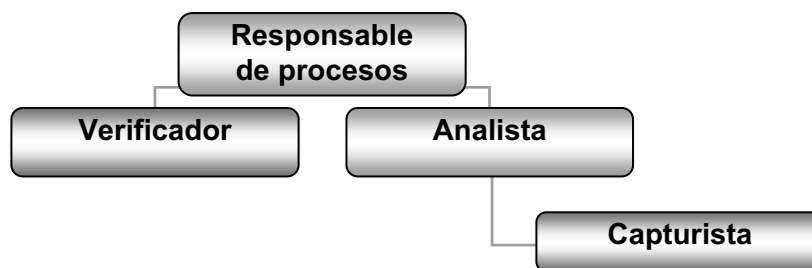 Responsable
de procesos
Verificador
Analista
Capturista